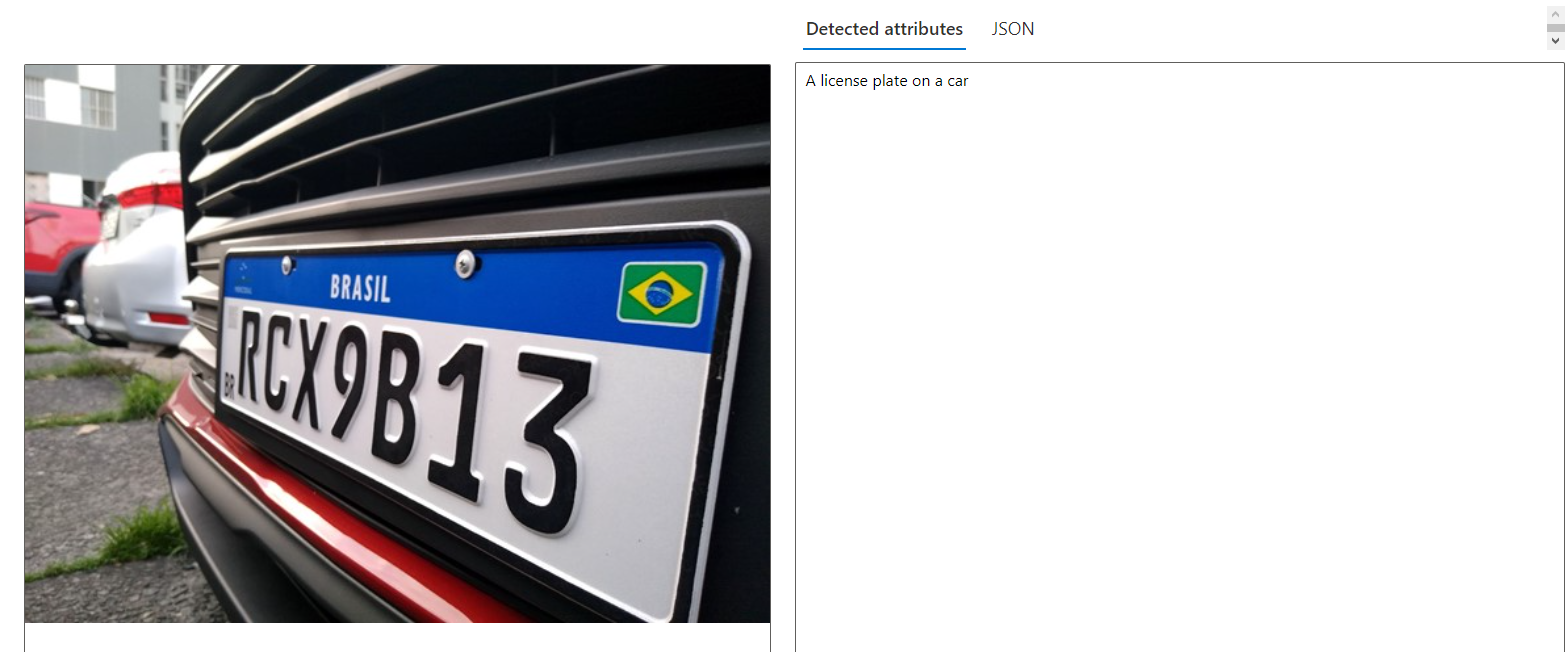 Detected attributes JSON
A license plate on a car
BRASIL
RCX9B13
BR